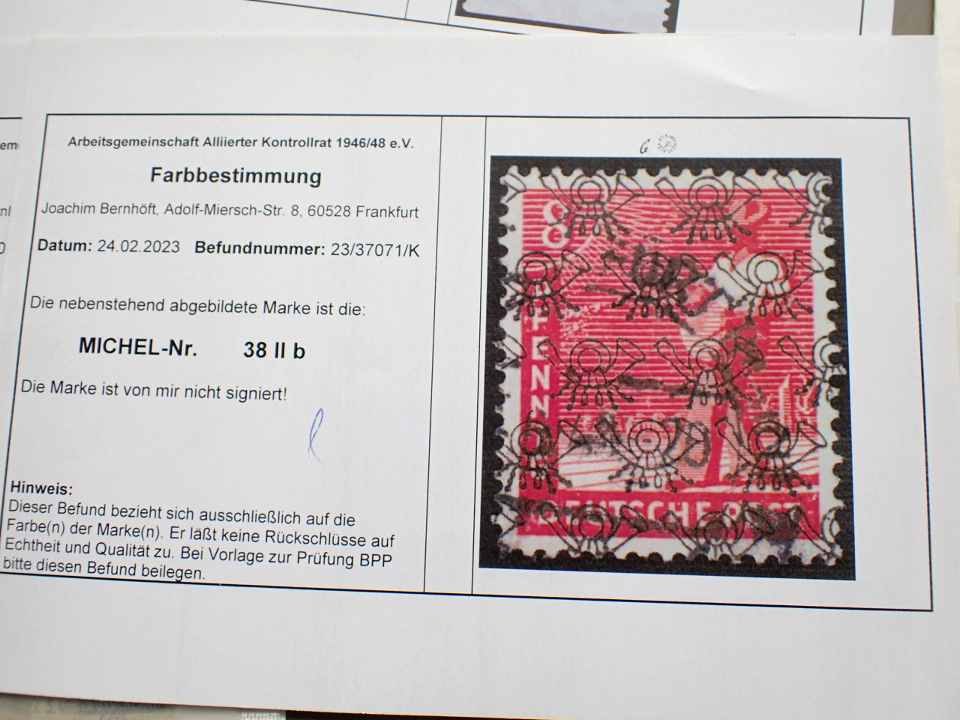 Arbeitsgemeinschaft Alliierter Kontrollrat 1946/48 e.V.
Farbbestimmung
Joachim Bernhöft, Adolf-Miersch-Str. 8, 60528 Frankfurt
Datum: 24.02.2023 Befundnummer: 23/37071/K
Die nebenstehend abgebildete Marke ist die:
MICHEL-Nr. 38 II b
Die Marke ist von mir nicht signiert!
Hinweis:
Dieser Befund bezieht sich ausschließlich auf die
Farbe(n) der Marke(n). Er läßt keine Rückschlüsse auf
Echtheit und Qualität zu. Bei Vorlage zur Prüfung BPP
bitte diesen Befund beilegen.
8
DEUTSCHE POST